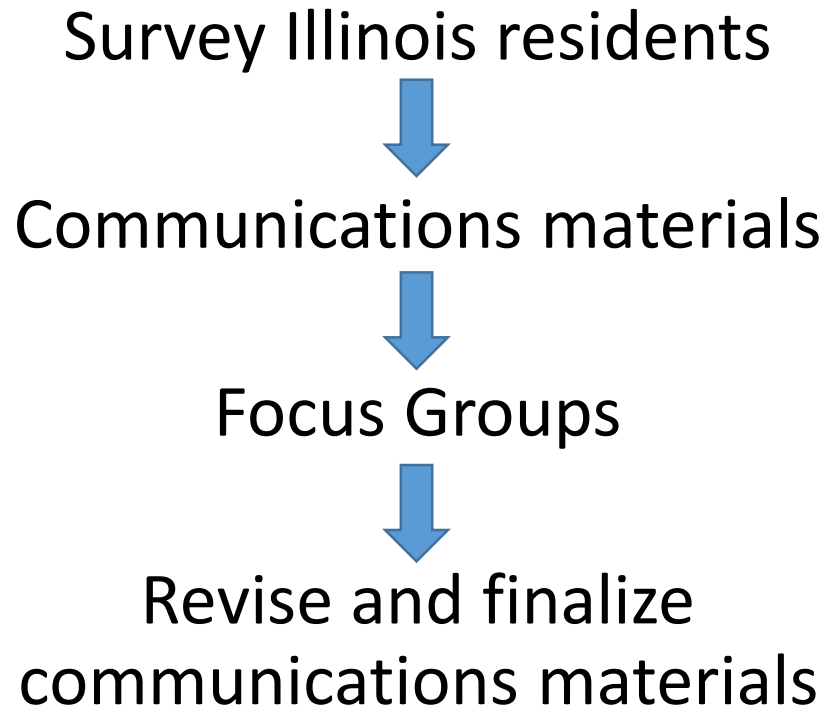 Survey Illinois residents
Communications materials
Focus Groups
Revise and finalize
communications materials